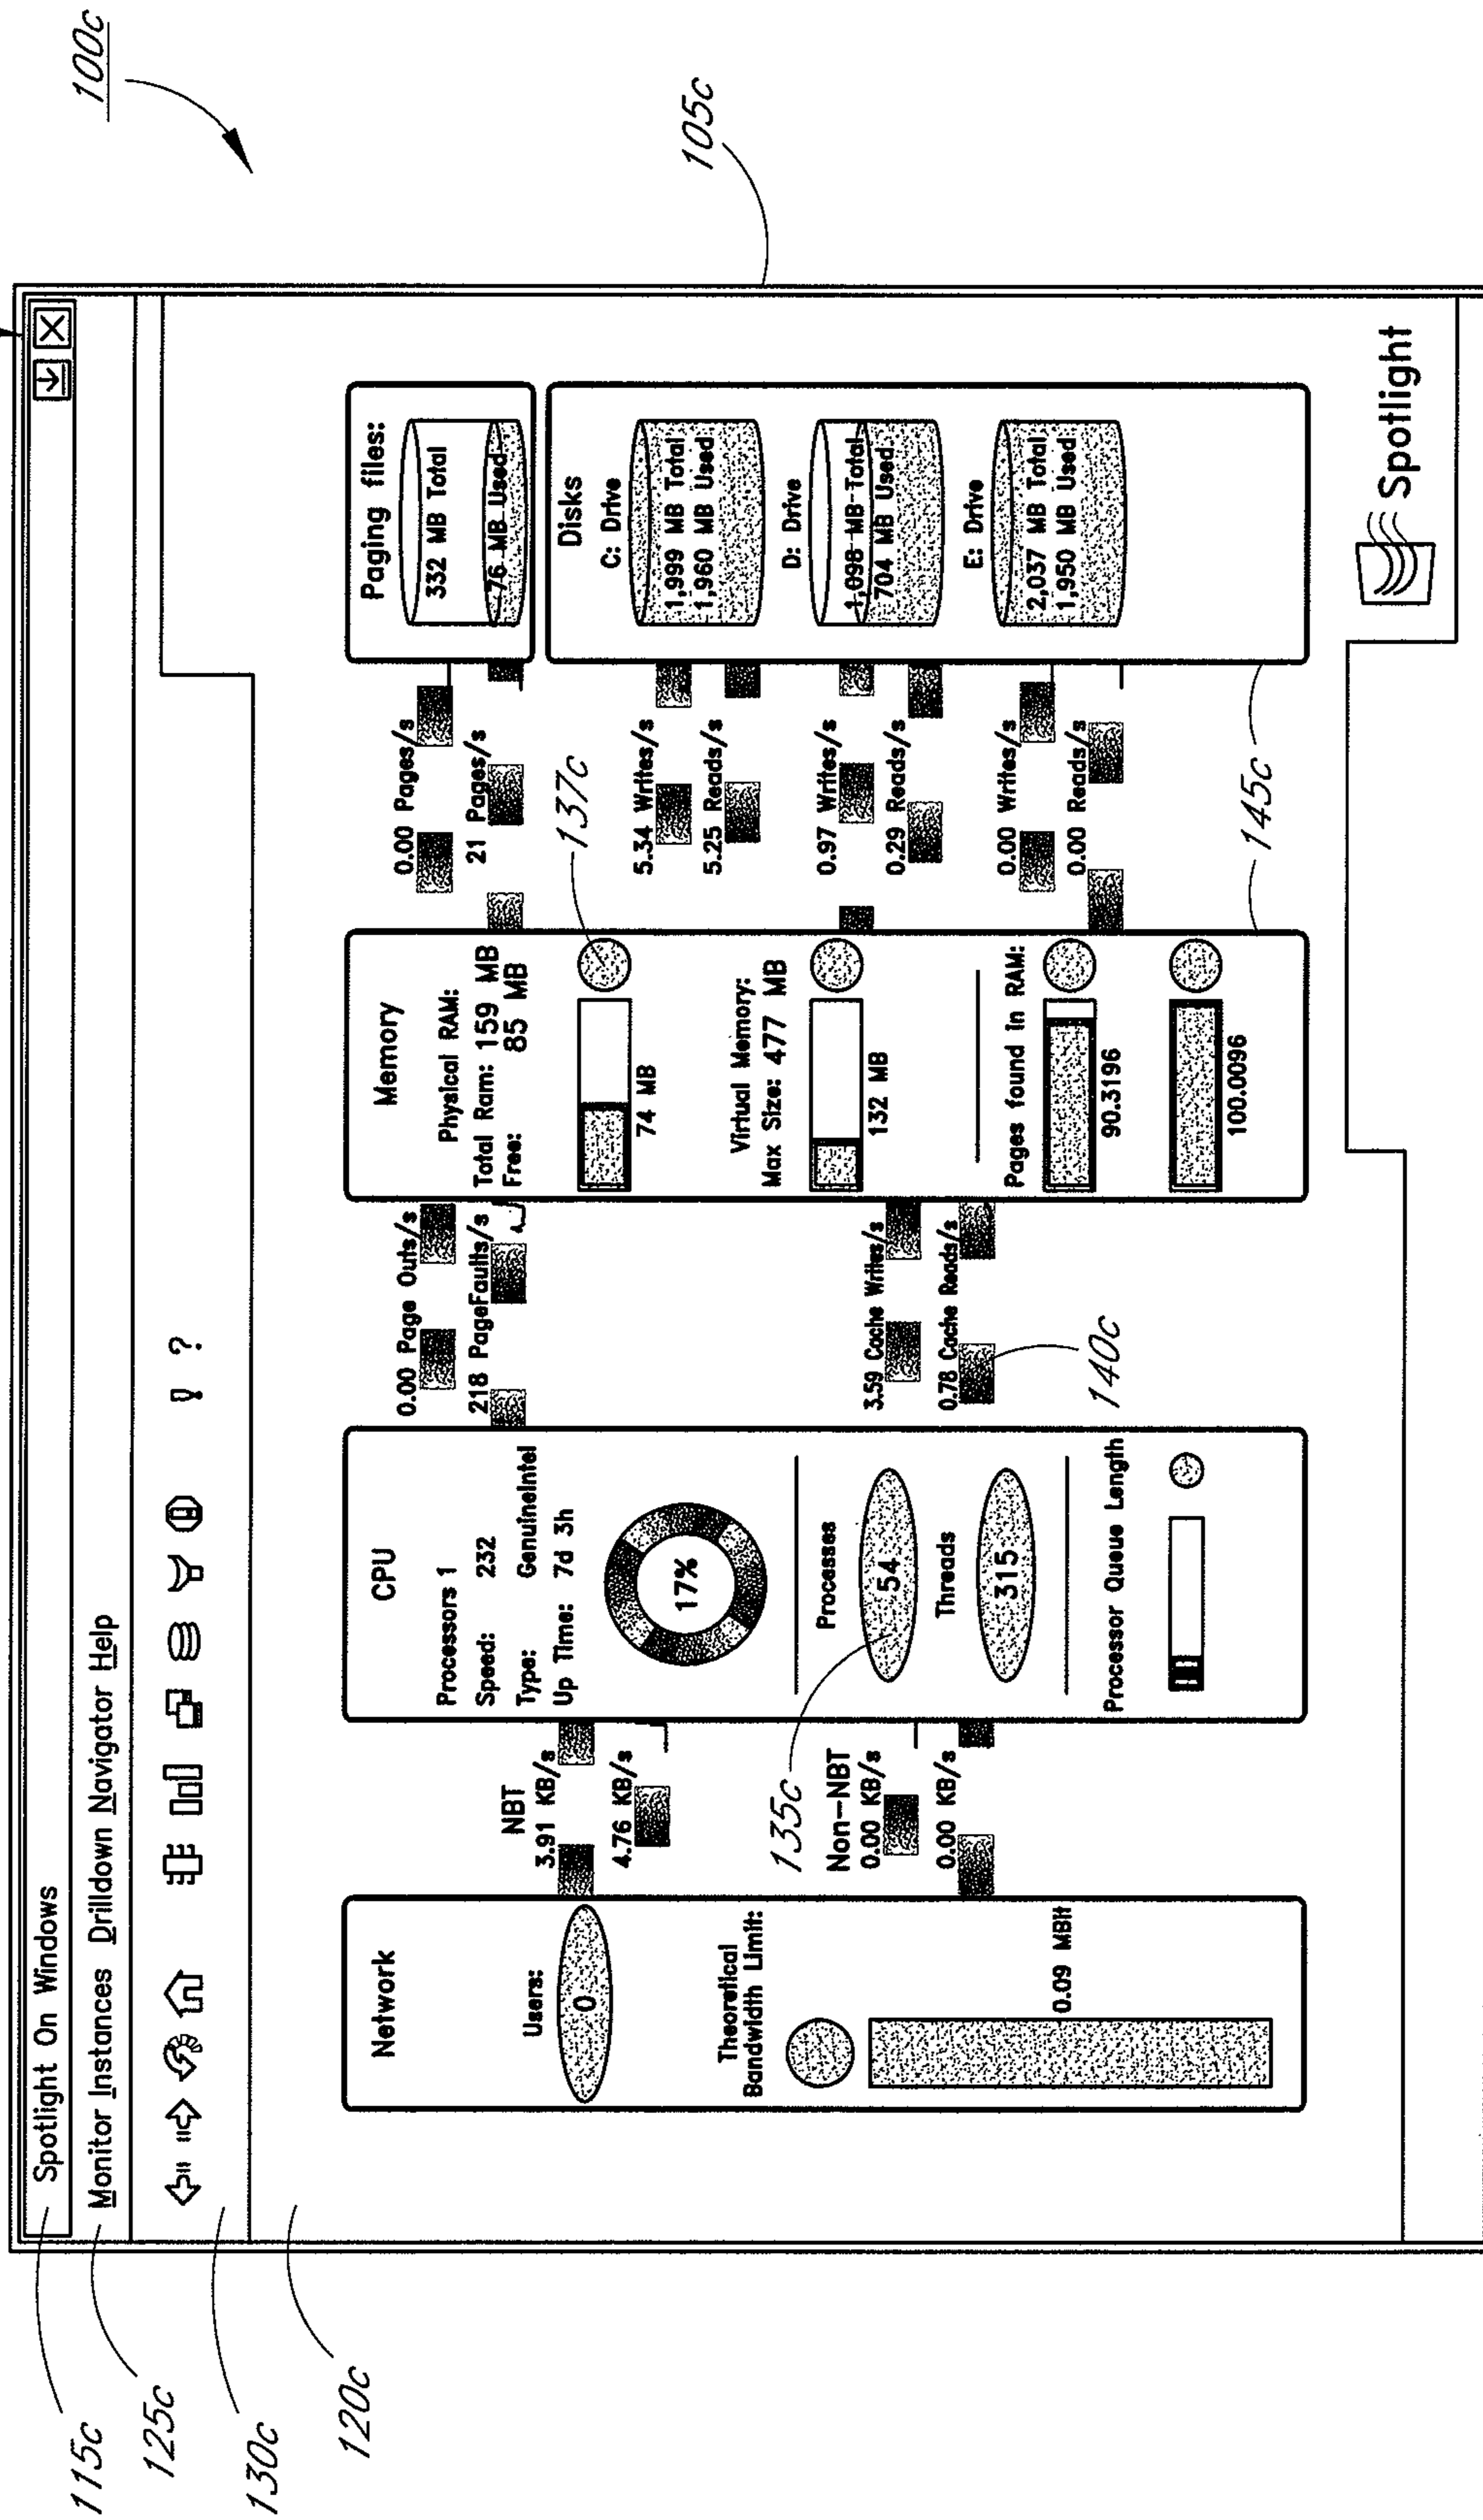 100c
105c
115c
Spotlight On Windows
125c
Monitor Instances Drilldown Navigator Help
130c
! ?
120c
Network
Users:
0
Theoretical
Bandwidth Limit:
0.09 MBit
NBT
3.91 KB/s
4.76 KB/s
135c
Non-NBT
0.00 KB/s
0.00 KB/s
CPU
Processors 1
Speed: 232
Type: GenuineIntel
Up Time: 7d 3h
17%
Processes
54
Threads
315
Processor Queue Length
0.00 Page Outs/s
218 PageFaults/s
3.59 Cache Writes/s
0.78 Cache Reads/s
140c
Memory
Physical RAM:
Total Ram: 159 MB
Free: 85 MB
74 MB
137c
Virtual Memory:
Max Size: 477 MB
132 MB
Pages found in RAM:
90.3196
100.0096
145c
0.00 Pages/s
21 Pages/s
5.34 Writes/s
5.25 Reads/s
0.97 Writes/s
0.29 Reads/s
0.00 Writes/s
0.00 Reads/s
Paging files:
332 MB Total
76 MB Used
Disks
C: Drive
1,999 MB Total
1,960 MB Used
D: Drive
1,098 MB Total
704 MB Used
E: Drive
2,037 MB Total
1,950 MB Used
Spotlight